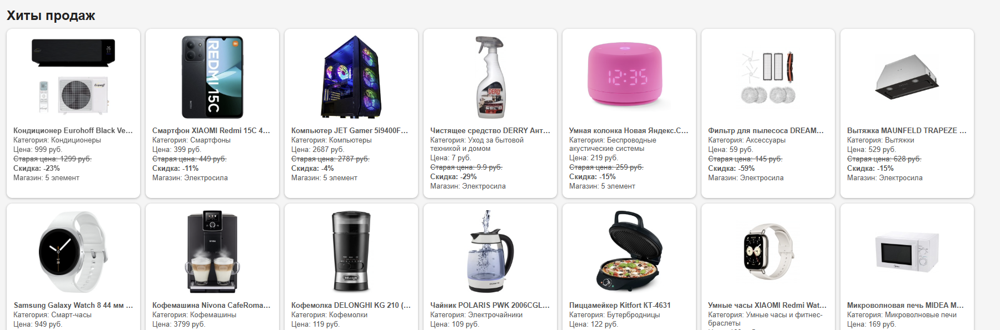 Хиты продаж
Кондиционер Eurohoff Black Ve...
Категория: Кондиционеры
Цена: 999 руб.
Старая цена: 1299 руб.
Скидка: -23%
Магазин: 5 элемент
REDMI 15C
Смартфон XIAOMI Redmi 15C 4...
Категория: Смартфоны
Цена: 399 руб.
Старая цена: 449 руб.
Скидка: -11%
Магазин: Электросила
Компьютер JET Gamer 5i9400F...
Категория: Компьютеры
Цена: 2687 руб.
Старая цена: 2787 руб.
Скидка: -4%
Магазин: 5 элемент
DERRY
Чистящее средство DERRY Ант...
Категория: Уход за бытовой
техникой и домом
Цена: 7 руб.
Старая цена: 9.9 руб.
Скидка: -29%
Магазин: Электросила
12:35
Умная колонка Новая Яндекс.С...
Категория: Беспроводные
акустические системы
Цена: 219 руб.
Старая цена: 259 руб.
Скидка: -15%
Магазин: 5 элемент
Фильтр для пылесоса DREAM...
Категория: Аксессуары
Цена: 59 руб.
Старая цена: 145 руб.
Скидка: -59%
Магазин: Электросила
Вытяжка MAUNFELD TRAPEZE ...
Категория: Вытяжки
Цена: 529 руб.
Старая цена: 628 руб.
Скидка: -15%
Магазин: Электросила
Samsung Galaxy Watch 8 44 мм ...
Категория: Смарт-часы
Цена: 949 руб.
NIVONA
Кофемашина Nivona CafeRoma...
Категория: Кофемашины
Цена: 3799 руб.
DeLonghi
Кофемолка DELONGHI KG 210 (...
Категория: Кофемолки
Цена: 119 руб.
Чайник POLARIS PWK 2006CGL...
Категория: Электрочайники
Цена: 109 руб.
Пиццамейкер Kitfort КТ-4631
Категория: Бутербродницы
Цена: 122 руб.
Умные часы XIAOMI Redmi Wat...
Категория: Умные часы и фитнес-
браслеты
Микроволновая печь MIDEA M...
Категория: Микроволновые печи
Цена: 169 руб.